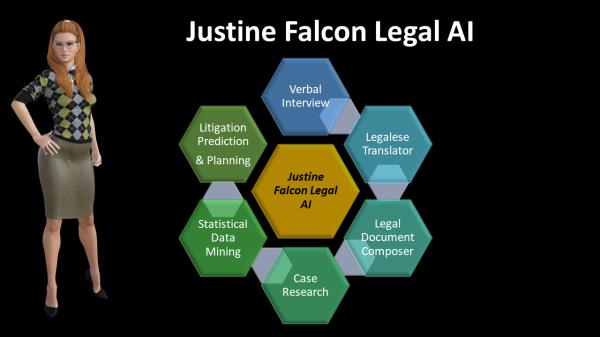 Justine Falcon Legal AI
Verbal
Interview
Legalese
Translator
Legal
Document
Composer
Case
Research
Statistical
Data
Mining
Litigation
Prediction
& Planning
Justine
Falcon Legal
AI